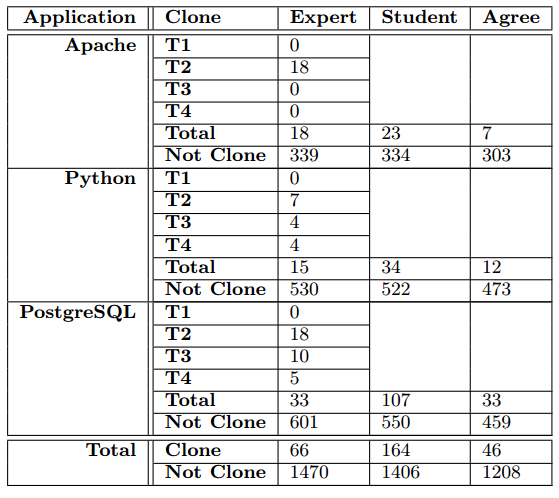 Application Clone Expert Student Agree
Apache T1 0
T2 18
T3 0
T4 0
Total 18 23 7
Not Clone 339 334 303
Python T1 0
T2 7
T3 4
T4 4
Total 15 34 12
Not Clone 530 522 473
PostgreSQL T1 0
T2 18
T3 10
T4 5
Total 33 107 33
Not Clone 601 550 459
Total Clone 66 164 46
Not Clone 1470 1406 1208